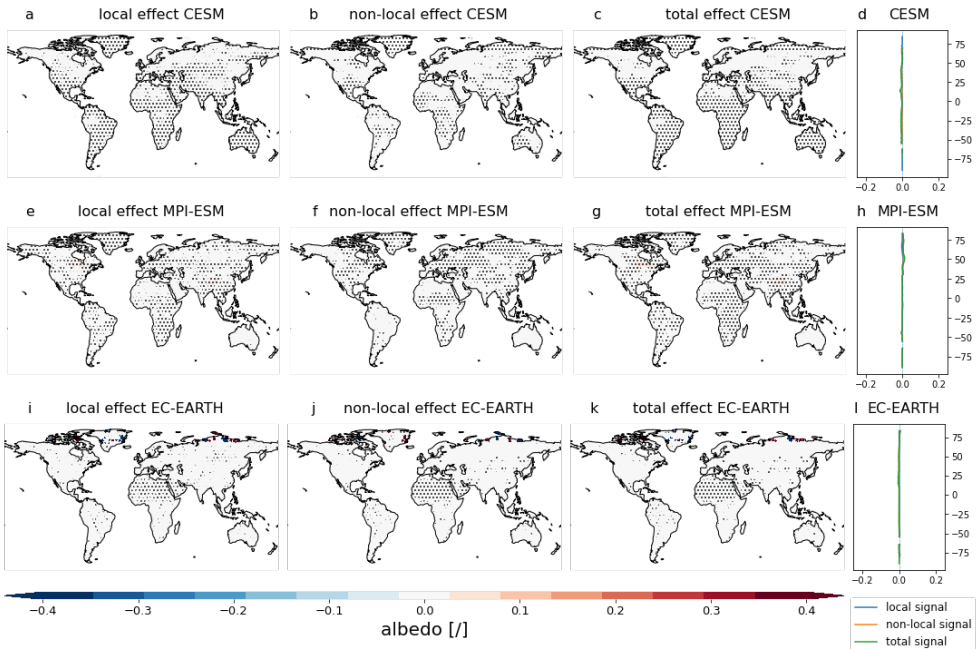 a local effect CESM
b non-local effect CESM
c total effect CESM
d CESM
75
50
25
0
−25
−50
−75
−0.2 0.0 0.2
e local effect MPI-ESM
f non-local effect MPI-ESM
g total effect MPI-ESM
h MPI-ESM
75
50
25
0
−25
−50
−75
−0.2 0.0 0.2
i local effect EC-EARTH
j non-local effect EC-EARTH
k total effect EC-EARTH
l EC-EARTH
75
50
25
0
−25
−50
−75
−0.2 0.0 0.2
−0.4 −0.3 −0.2 −0.1 0.0 0.1 0.2 0.3 0.4
albedo [/]
local signal
non-local signal
total signal